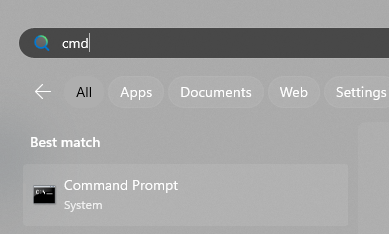 cmd
All Apps Documents Web Settings
Best match
Command Prompt
System